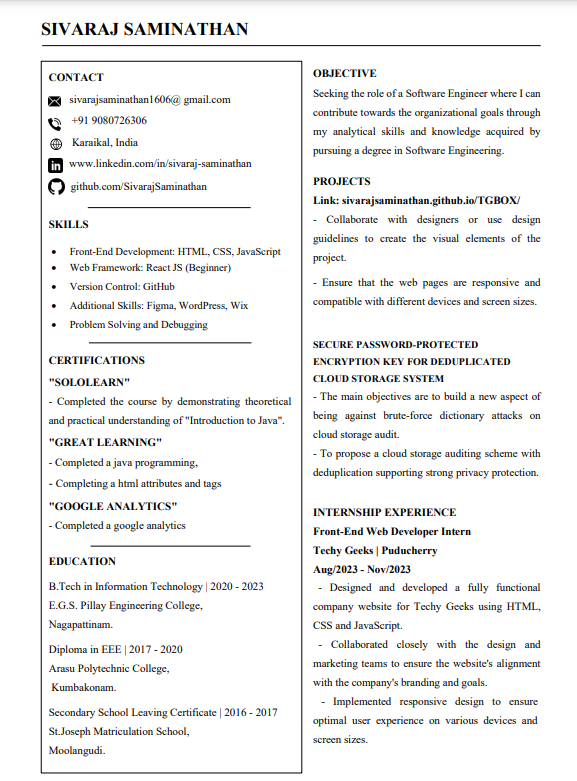 SIVARAJ SAMINATHAN
CONTACT
sivarajsaminathan1606@ gmail.com
+91 9080726306
Karaikal, India
www.linkedin.com/in/sivaraj-saminathan
github.com/SivarajSaminathan
SKILLS
• Front-End Development: HTML, CSS, JavaScript
• Web Framework: React JS (Beginner)
• Version Control: GitHub
• Additional Skills: Figma, WordPress, Wix
• Problem Solving and Debugging
CERTIFICATIONS
"SOLOLEARN"
- Completed the course by demonstrating theoretical
and practical understanding of "Introduction to Java".
"GREAT LEARNING"
- Completed a java programming,
- Completing a html attributes and tags
"GOOGLE ANALYTICS"
- Completed a google analytics
EDUCATION
B.Tech in Information Technology | 2020 - 2023
E.G.S. Pillay Engineering College,
Nagapattinam.
Diploma in EEE | 2017 - 2020
Arasu Polytechnic College,
Kumbakonam.
Secondary School Leaving Certificate | 2016 - 2017
St.Joseph Matriculation School,
Moolangudi.
OBJECTIVE
Seeking the role of a Software Engineer where I can
contribute towards the organizational goals through
my analytical skills and knowledge acquired by
pursuing a degree in Software Engineering.
PROJECTS
Link: sivarajsaminathan.github.io/TGBOX/
- Collaborate with designers or use design
guidelines to create the visual elements of the
project.
- Ensure that the web pages are responsive and
compatible with different devices and screen sizes.
SECURE PASSWORD-PROTECTED
ENCRYPTION KEY FOR DEDUPLICATED
CLOUD STORAGE SYSTEM
- The main objectives are to build a new aspect of
being against brute-force dictionary attacks on
cloud storage audit.
- To propose a cloud storage auditing scheme with
deduplication supporting strong privacy protection.
INTERNSHIP EXPERIENCE
Front-End Web Developer Intern
Techy Geeks | Puducherry
Aug/2023 - Nov/2023
- Designed and developed a fully functional
company website for Techy Geeks using HTML,
CSS and JavaScript.
- Collaborated closely with the design and
marketing teams to ensure the website's alignment
with the company's branding and goals.
- Implemented responsive design to ensure
optimal user experience on various devices and
screen sizes.